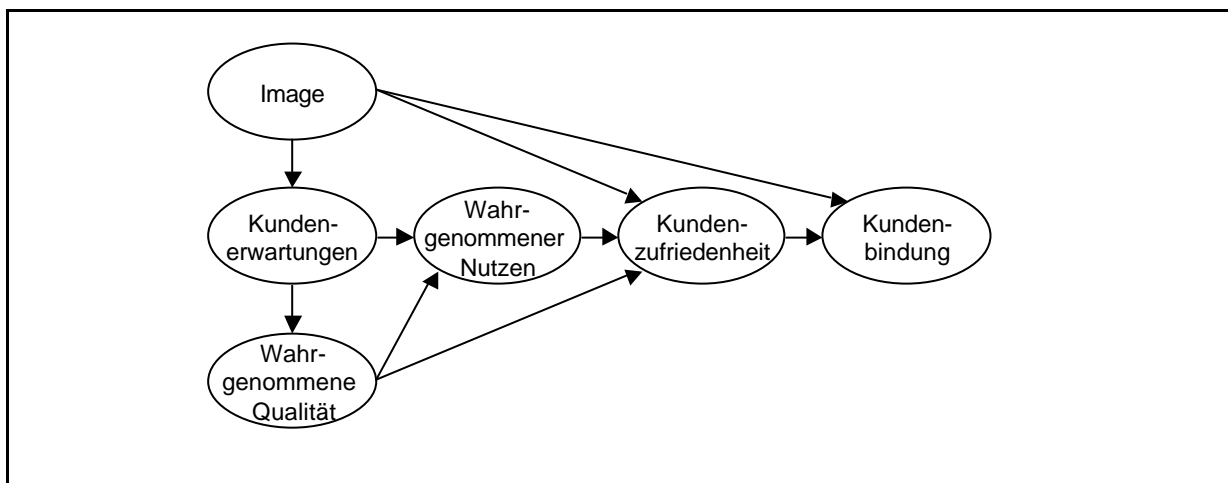 Image
Kunden-
erwartungen
Wahr-
genommener
Nutzen
Kunden-
zufriedenheit
Kunden-
bindung
Wahr-
genommene
Qualität